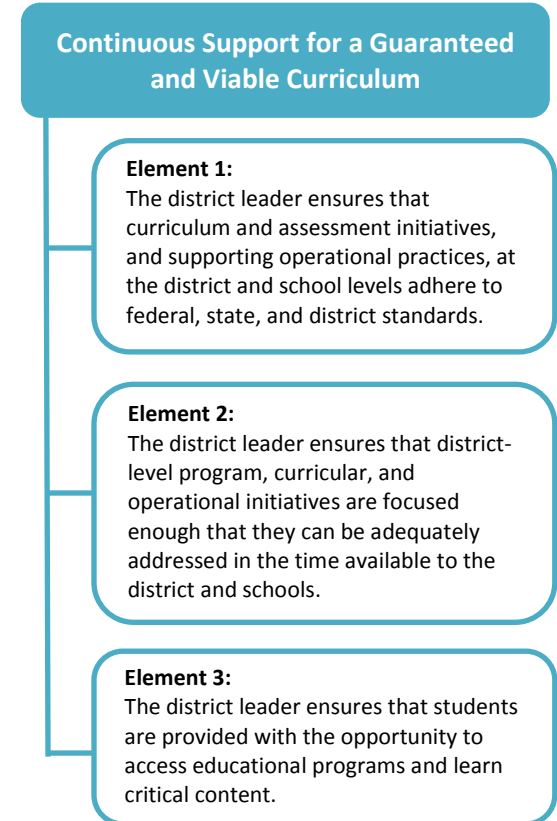 Continuous Support for a Guaranteed
and Viable Curriculum
Element 1:
The district leader ensures that
curriculum and assessment initiatives,
and supporting operational practices, at
the district and school levels adhere to
federal, state, and district standards.
Element 2:
The district leader ensures that district-
level program, curricular, and
operational initiatives are focused
enough that they can be adequately
addressed in the time available to the
district and schools.
Element 3:
The district leader ensures that students
are provided with the opportunity to
access educational programs and learn
critical content.